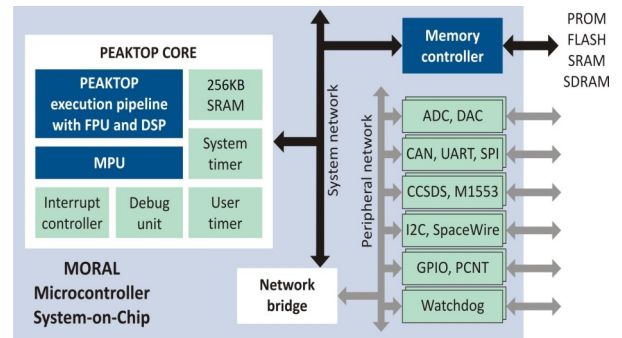 PEAKTOP CORE
PEAKTOP
execution pipeline
with FPU and DSP
256KB
SRAM
MPU
System
timer
Interrupt
controller
Debug
unit
User
timer
MORAL
Microcontroller
System-on-Chip
System network
Network
bridge
Memory
controller
PROM
FLASH
SRAM
SDRAM
Peripheral network
ADC, DAC
CAN, UART, SPI
CCSDS, M1553
I2C, SpaceWire
GPIO, PCNT
Watchdog